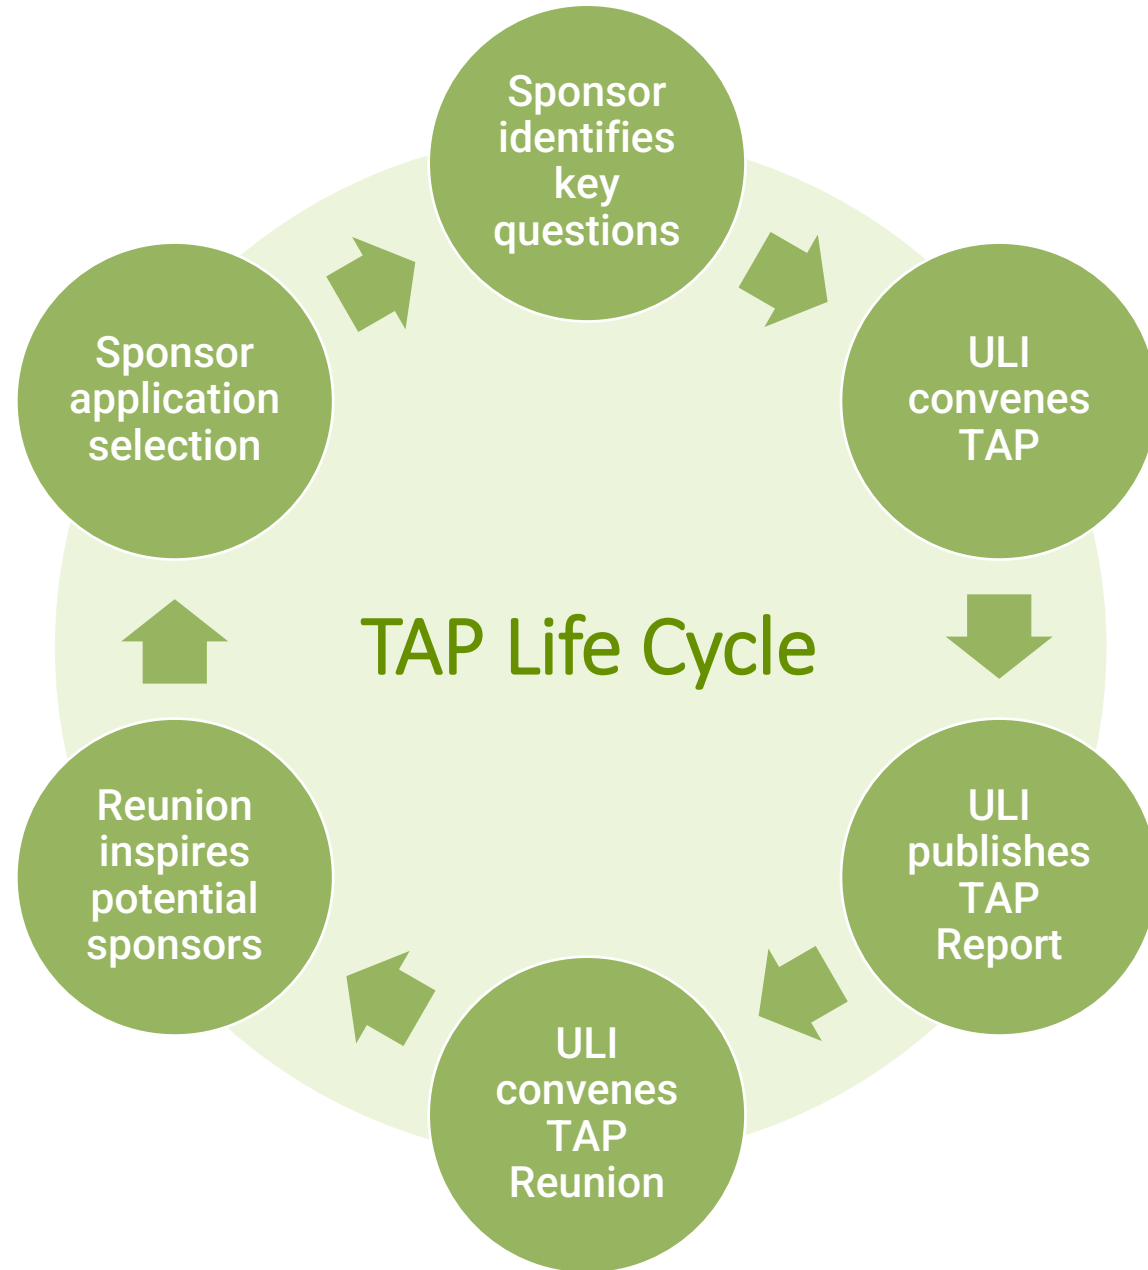 Sponsor
identifies
key
questions
ULI
convenes
TAP
ULI
publishes
TAP
Report
ULI
convenes
TAP
Reunion
Reunion
inspires
potential
sponsors
Sponsor
application
selection
TAP Life Cycle